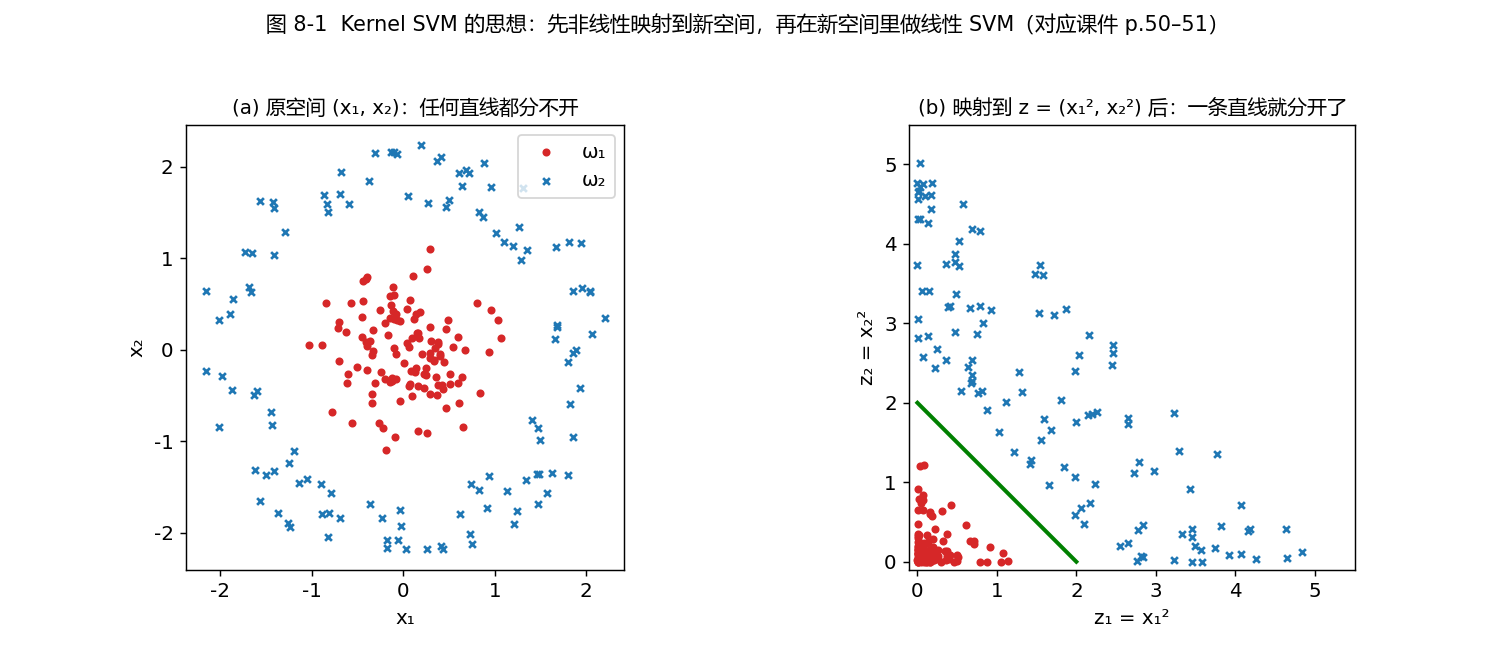 图 8-1 Kernel SVM 的思想：先非线性映射到新空间，再在新空间里做线性 SVM（对应课件 p.50–51）
(a) 原空间 (x₁, x₂)：任何直线都分不开
ω₁
ω₂
2
1
0
-1
-2
x₂
-2 -1 0 1 2
x₁
(b) 映射到 z = (x₁², x₂²) 后：一条直线就分开了
5
4
3
2
1
0
z₂ = x₂²
0 1 2 3 4 5
z₁ = x₁²